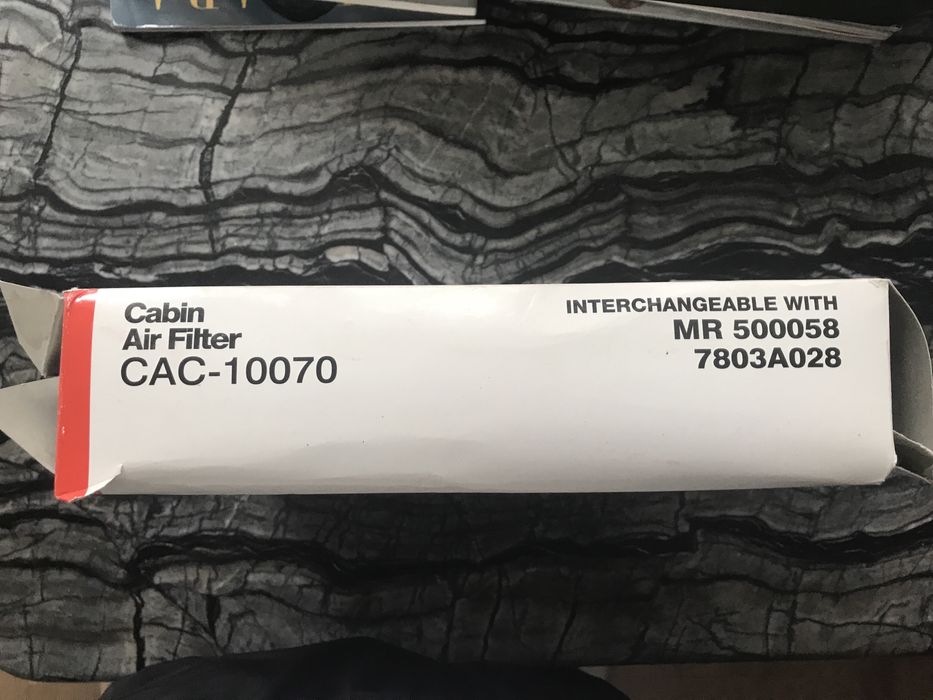 Cabin
Air Filter
CAC-10070
INTERCHANGEABLE WITH
MR 500058
7803A028